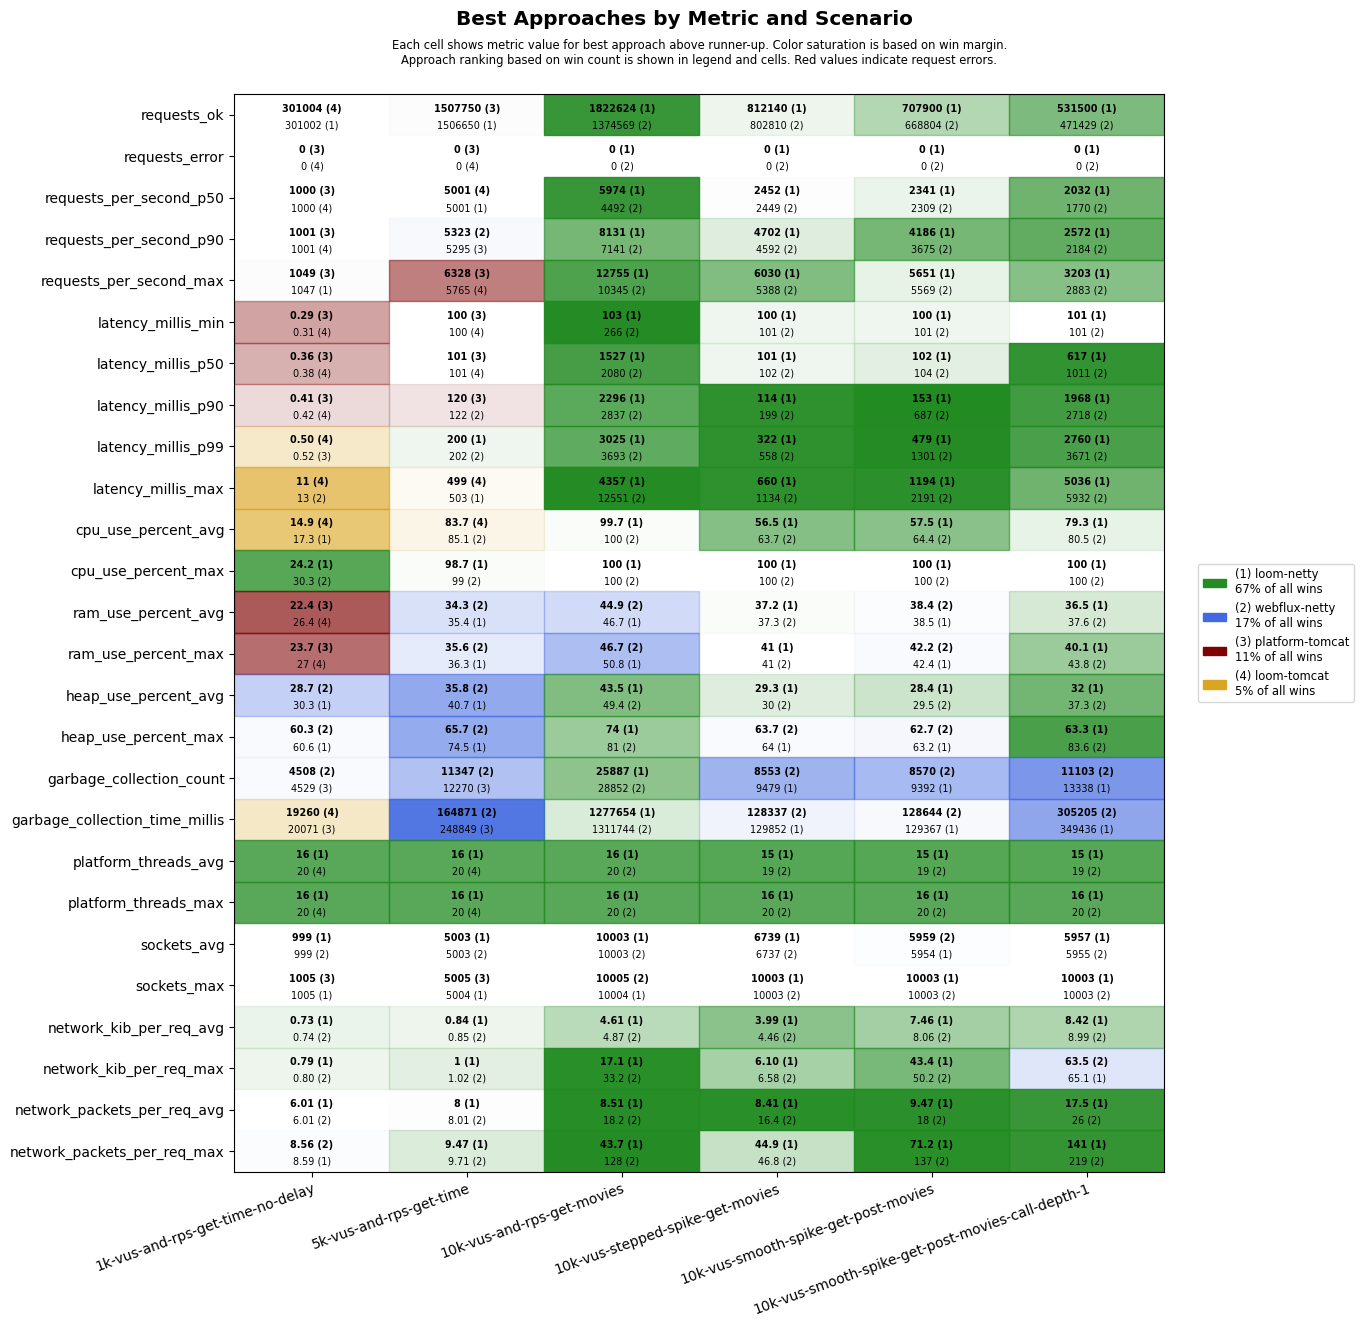 Best Approaches by Metric and Scenario
Each cell shows metric value for best approach above runner-up. Color saturation is based on win margin.
Approach ranking based on win count is shown in legend and cells. Red values indicate request errors.
requests_ok
301004 (4) 1507750 (3) 1822624 (1) 812140 (1) 707900 (1) 531500 (1)
301002 (1) 1506650 (1) 1374569 (2) 802810 (2) 668804 (2) 471429 (2)
requests_error
0 (3) 0 (3) 0 (1) 0 (1) 0 (1) 0 (1)
0 (4) 0 (4) 0 (2) 0 (2) 0 (2) 0 (2)
requests_per_second_p50
1000 (3) 5001 (4) 5974 (1) 2452 (1) 2341 (1) 2032 (1)
1000 (4) 5001 (1) 4492 (2) 2449 (2) 2309 (2) 1770 (2)
requests_per_second_p90
1001 (3) 5323 (2) 8131 (1) 4702 (1) 4186 (1) 2572 (1)
1001 (4) 5295 (3) 7141 (2) 4592 (2) 3675 (2) 2184 (2)
requests_per_second_max
1049 (3) 6328 (3) 12755 (1) 6030 (1) 5651 (1) 3203 (1)
1047 (1) 5765 (4) 10345 (2) 5388 (2) 5569 (2) 2883 (2)
latency_millis_min
0.29 (3) 100 (3) 103 (1) 100 (1) 100 (1) 101 (1)
0.31 (4) 100 (4) 266 (2) 101 (2) 101 (2) 101 (2)
latency_millis_p50
0.36 (3) 101 (3) 1527 (1) 101 (1) 102 (1) 617 (1)
0.38 (4) 101 (4) 2080 (2) 102 (2) 104 (2) 1011 (2)
latency_millis_p90
0.41 (3) 120 (3) 2296 (1) 114 (1) 153 (1) 1968 (1)
0.42 (4) 122 (2) 2837 (2) 199 (2) 687 (2) 2718 (2)
latency_millis_p99
0.50 (4) 200 (1) 3025 (1) 322 (1) 479 (1) 2760 (1)
0.52 (3) 202 (2) 3693 (2) 558 (2) 1301 (2) 3671 (2)
latency_millis_max
11 (4) 499 (4) 4357 (1) 660 (1) 1194 (1) 5036 (1)
13 (2) 503 (1) 12551 (2) 1134 (2) 2191 (2) 5932 (2)
cpu_use_percent_avg
14.9 (4) 83.7 (4) 99.7 (1) 56.5 (1) 57.5 (1) 79.3 (1)
17.3 (1) 85.1 (2) 100 (2) 63.7 (2) 64.4 (2) 80.5 (2)
cpu_use_percent_max
24.2 (1) 98.7 (1) 100 (1) 100 (1) 100 (1) 100 (1)
30.3 (2) 99 (2) 100 (2) 100 (2) 100 (2) 100 (2)
ram_use_percent_avg
22.4 (3) 34.3 (2) 44.9 (2) 37.2 (1) 38.4 (2) 36.5 (1)
26.4 (4) 35.4 (1) 46.7 (1) 37.3 (2) 38.5 (1) 37.6 (2)
ram_use_percent_max
23.7 (3) 35.6 (2) 46.7 (2) 41 (1) 42.2 (2) 40.1 (1)
27 (4) 36.3 (1) 50.8 (1) 41 (2) 42.4 (1) 43.8 (2)
heap_use_percent_avg
28.7 (2) 35.8 (2) 43.5 (1) 29.3 (1) 28.4 (1) 32 (1)
30.3 (1) 40.7 (1) 49.4 (2) 30 (2) 29.5 (2) 37.3 (2)
heap_use_percent_max
60.3 (2) 65.7 (2) 74 (1) 63.7 (2) 62.7 (2) 63.3 (1)
60.6 (1) 74.5 (1) 81 (2) 64 (1) 63.2 (1) 83.6 (2)
garbage_collection_count
4508 (2) 11347 (2) 25887 (1) 8553 (2) 8570 (2) 11103 (2)
4529 (3) 12270 (3) 28852 (2) 9479 (1) 9392 (1) 13338 (1)
garbage_collection_time_millis
19260 (4) 164871 (2) 1277654 (1) 128337 (2) 128644 (2) 305205 (2)
20071 (3) 248849 (3) 1311744 (2) 129852 (1) 129367 (1) 349436 (1)
platform_threads_avg
16 (1) 16 (1) 16 (1) 15 (1) 15 (1) 15 (1)
20 (4) 20 (4) 20 (2) 19 (2) 19 (2) 19 (2)
platform_threads_max
16 (1) 16 (1) 16 (1) 16 (1) 16 (1) 16 (1)
20 (4) 20 (4) 20 (2) 20 (2) 20 (2) 20 (2)
sockets_avg
999 (1) 5003 (1) 10003 (1) 6739 (1) 5959 (2) 5957 (1)
999 (2) 5003 (2) 10003 (2) 6737 (2) 5954 (1) 5955 (2)
sockets_max
1005 (3) 5005 (3) 10005 (2) 10003 (1) 10003 (1) 10003 (1)
1005 (1) 5004 (1) 10004 (1) 10003 (2) 10003 (2) 10003 (2)
network_kib_per_req_avg
0.73 (1) 0.84 (1) 4.61 (1) 3.99 (1) 7.46 (1) 8.42 (1)
0.74 (2) 0.85 (2) 4.87 (2) 4.46 (2) 8.06 (2) 8.99 (2)
network_kib_per_req_max
0.79 (1) 1 (1) 17.1 (1) 6.10 (1) 43.4 (1) 63.5 (2)
0.80 (2) 1.02 (2) 33.2 (2) 6.58 (2) 50.2 (2) 65.1 (1)
network_packets_per_req_avg
6.01 (1) 8 (1) 8.51 (1) 8.41 (1) 9.47 (1) 17.5 (1)
6.01 (2) 8.01 (2) 18.2 (2) 16.4 (2) 18 (2) 26 (2)
network_packets_per_req_max
8.56 (2) 9.47 (1) 43.7 (1) 44.9 (1) 71.2 (1) 141 (1)
8.59 (1) 9.71 (2) 128 (2) 46.8 (2) 137 (2) 219 (2)
1k-vus-and-rps-get-time-no-delay
5k-vus-and-rps-get-time
10k-vus-and-rps-get-movies
10k-vus-stepped-spike-get-movies
10k-vus-smooth-spike-get-post-movies
10k-vus-smooth-spike-get-post-movies-call-depth-1
(1) loom-netty
67% of all wins
(2) webflux-netty
17% of all wins
(3) platform-tomcat
11% of all wins
(4) loom-tomcat
5% of all wins